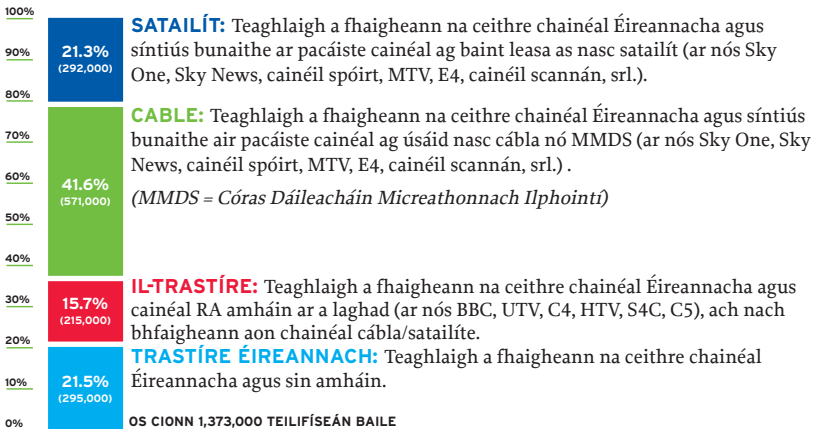 100%
90%
80%
70%
60%
50%
40%
30%
20%
10%
0%
21.3%
(292,000)
SATAILÍT: Teaghlaigh a fhaigheann na ceithre chainéal Éireannacha agus
síntiús bunaithe ar pacáiste cainéal ag baint leasa as nasc satailít (ar nós Sky
One, Sky News, cainéil spóirt, MTV, E4, cainéil scannán, srl.).
41.6%
(571,000)
CABLE: Teaghlaigh a fhaigheann na ceithre chainéal Éireannacha agus síntiús
bunaithe air pacáiste cainéal ag úsáid nasc cábla nó MMDS (ar nós Sky One, Sky
News, cainéil spóirt, MTV, E4, cainéil scannán, srl.) .
(MMDS = Córas Dáileacháin Micreathonnach Ilphointí)
15.7%
(215,000)
IL-TRASTÍRE: Teaghlaigh a fhaigheann na ceithre chainéal Éireannacha agus
cainéal RA amháin ar a laghad (ar nós BBC, UTV, C4, HTV, S4C, C5), ach nach
bhfaigheann aon chainéal cábla/satailíte.
21.5%
(295,000)
TRASTÍRE ÉIREANNACH: Teaghlaigh a fhaigheann na ceithre chainéal
Éireannacha agus sin amháin.
OS CIONN 1,373,000 TEILIFÍSEÁN BAILE